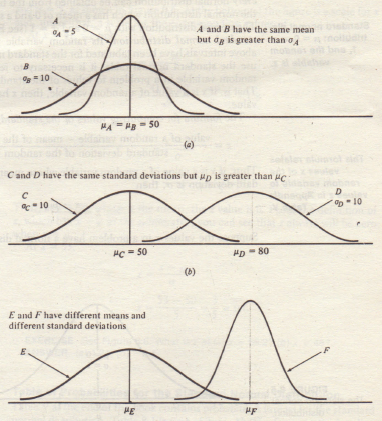 A
σA = 5
A and B have the same mean
but σB is greater than σA
B
σB = 10
μA = μB = 50
(a)
C and D have the same standard deviations but μD is greater than μC
C
σC = 10
D
σD = 10
μC = 50
μD = 80
(b)
E and F have different means and
different standard deviations
E
F
μE
μF